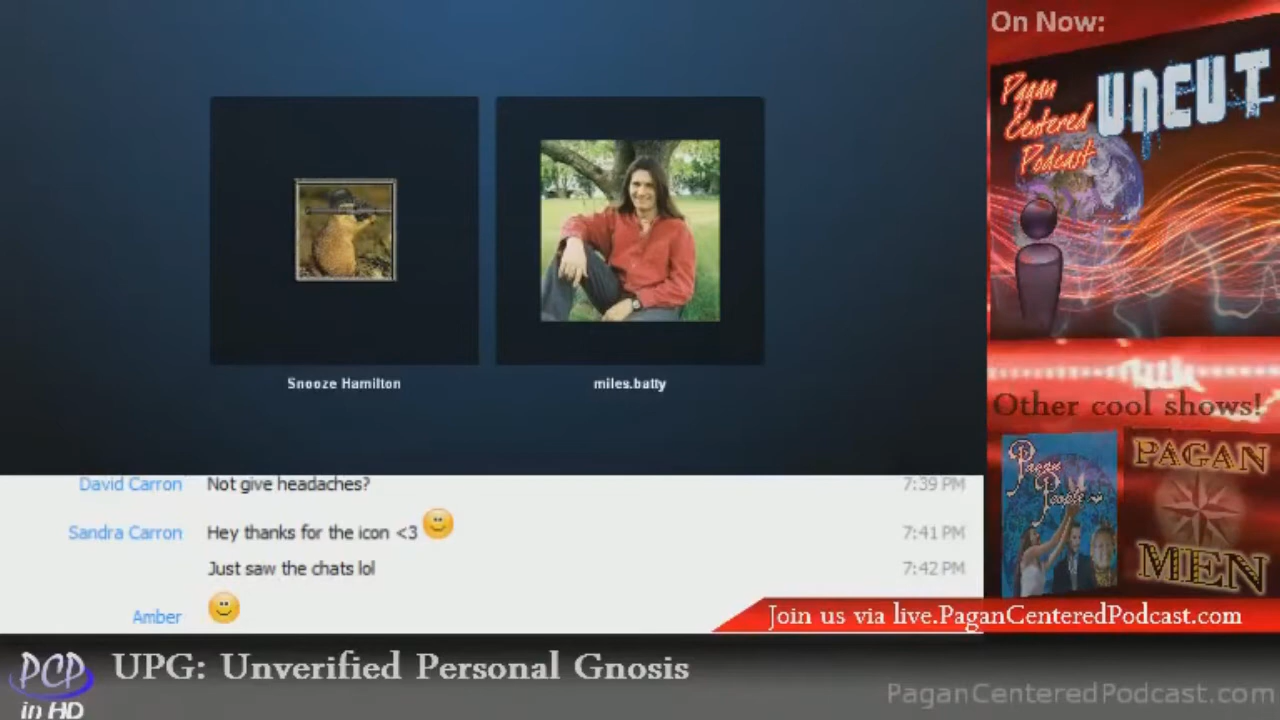 On Now:
Pagan
Centered
Podcast
UNCUT
Snooze Hamilton
miles.batty
Other cool shows!
Pagan
People
PAGAN
MEN
David Carron Not give headaches? 7:39 PM
Sandra Carron Hey thanks for the icon <3 7:41 PM
Just saw the chats lol 7:42 PM
Amber
Join us via live.PaganCenteredPodcast.com
PCP
in HD
UPG: Unverified Personal Gnosis
PaganCenteredPodcast.com